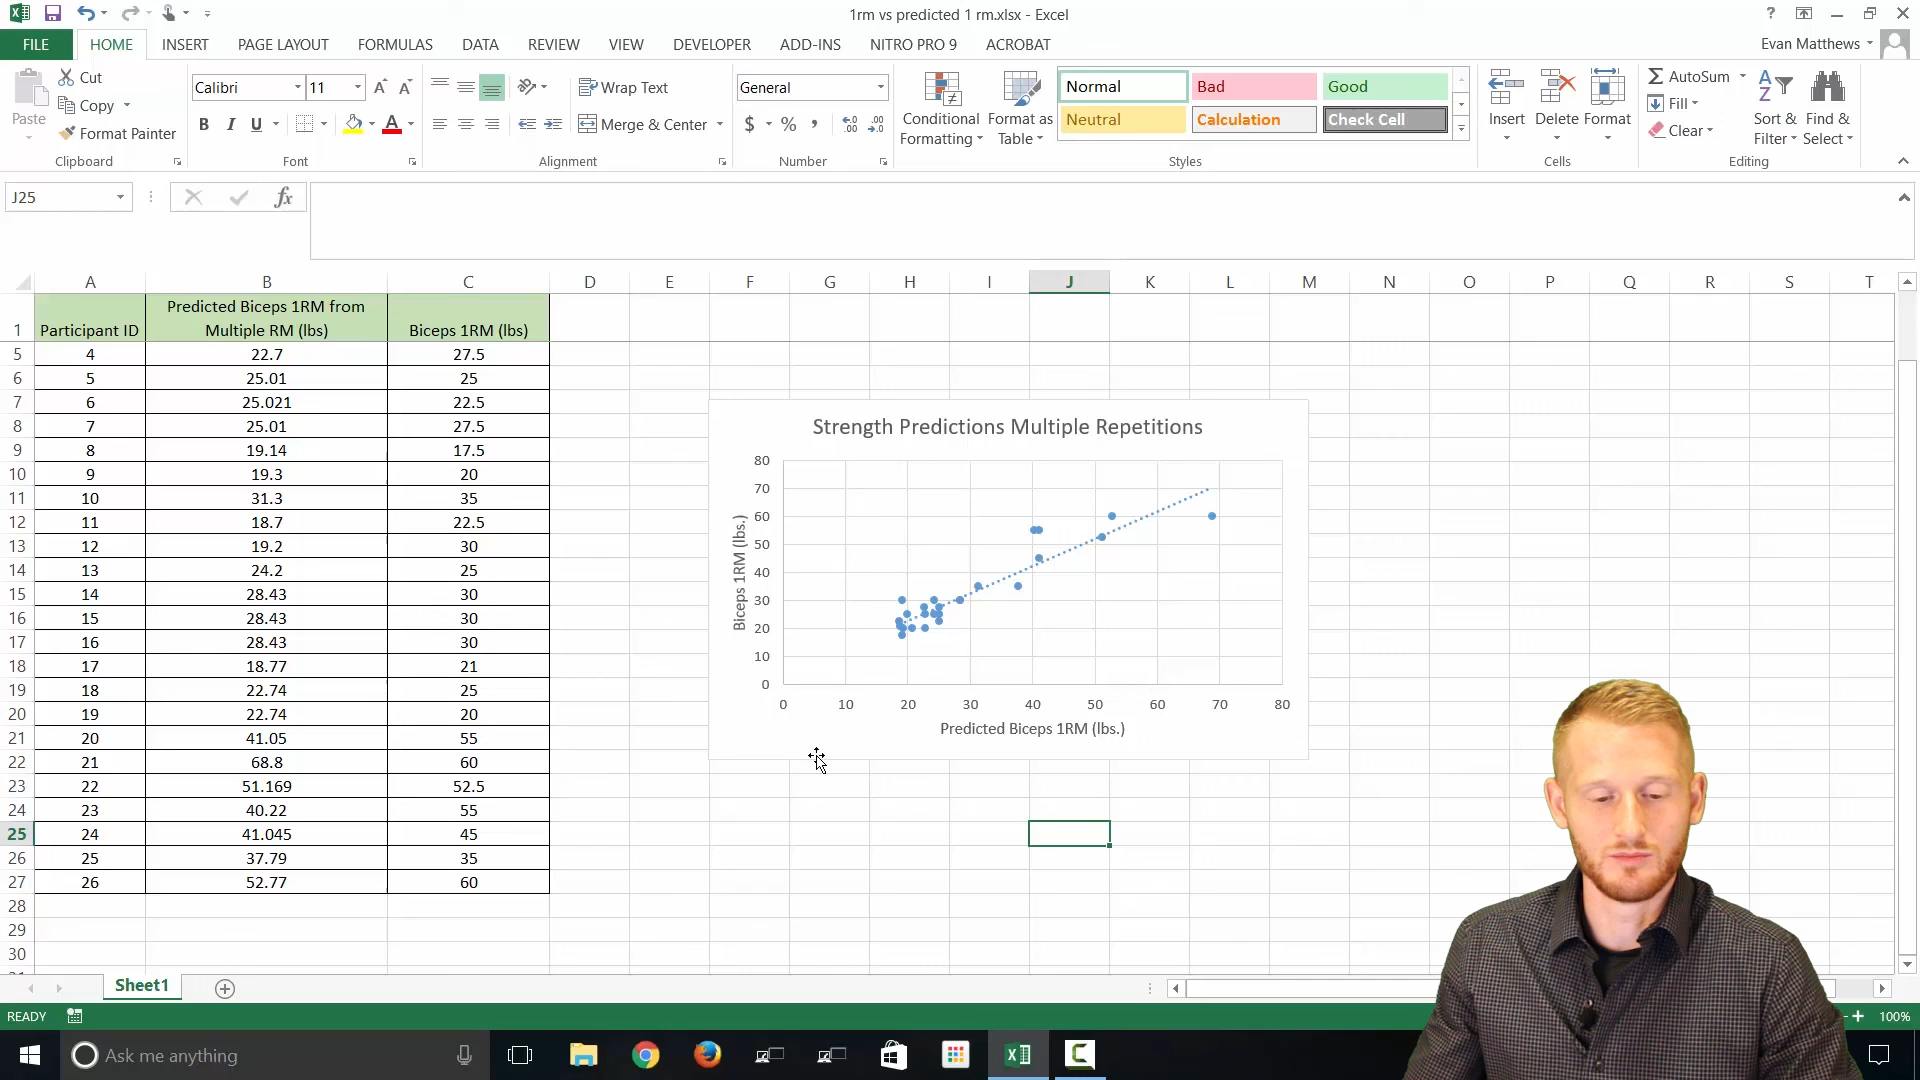 1rm vs predicted 1 rm.xlsx - Excel
FILE HOME INSERT PAGE LAYOUT FORMULAS DATA REVIEW VIEW DEVELOPER ADD-INS NITRO PRO 9 ACROBAT Evan Matthews
Paste
Cut
Copy
Format Painter
Clipboard
Calibri 11
B I U
Font
Wrap Text
Merge & Center
Alignment
General
$ % ,
Number
Conditional Formatting
Format as Table
Normal Bad Good
Neutral Calculation Check Cell
Styles
Insert Delete Format
Cells
AutoSum
Fill
Clear
Sort & Filter
Find & Select
Editing
J25 fx
A B C D E F G H I J K L M N O P Q R S T
1 Participant ID Predicted Biceps 1RM from Multiple RM (lbs) Biceps 1RM (lbs)
5 4 22.7 27.5
6 5 25.01 25
7 6 25.021 22.5
8 7 25.01 27.5
9 8 19.14 17.5
10 9 19.3 20
11 10 31.3 35
12 11 18.7 22.5
13 12 19.2 30
14 13 24.2 25
15 14 28.43 30
16 15 28.43 30
17 16 28.43 30
18 17 18.77 21
19 18 22.74 25
20 19 22.74 20
21 20 41.05 55
22 21 68.8 60
23 22 51.169 52.5
24 23 40.22 55
25 24 41.045 45
26 25 37.79 35
27 26 52.77 60
28
29
30
Strength Predictions Multiple Repetitions
Biceps 1RM (lbs.)
80
70
60
50
40
30
20
10
0
0 10 20 30 40 50 60 70 80
Predicted Biceps 1RM (lbs.)
Sheet1
READY
100%
Ask me anything